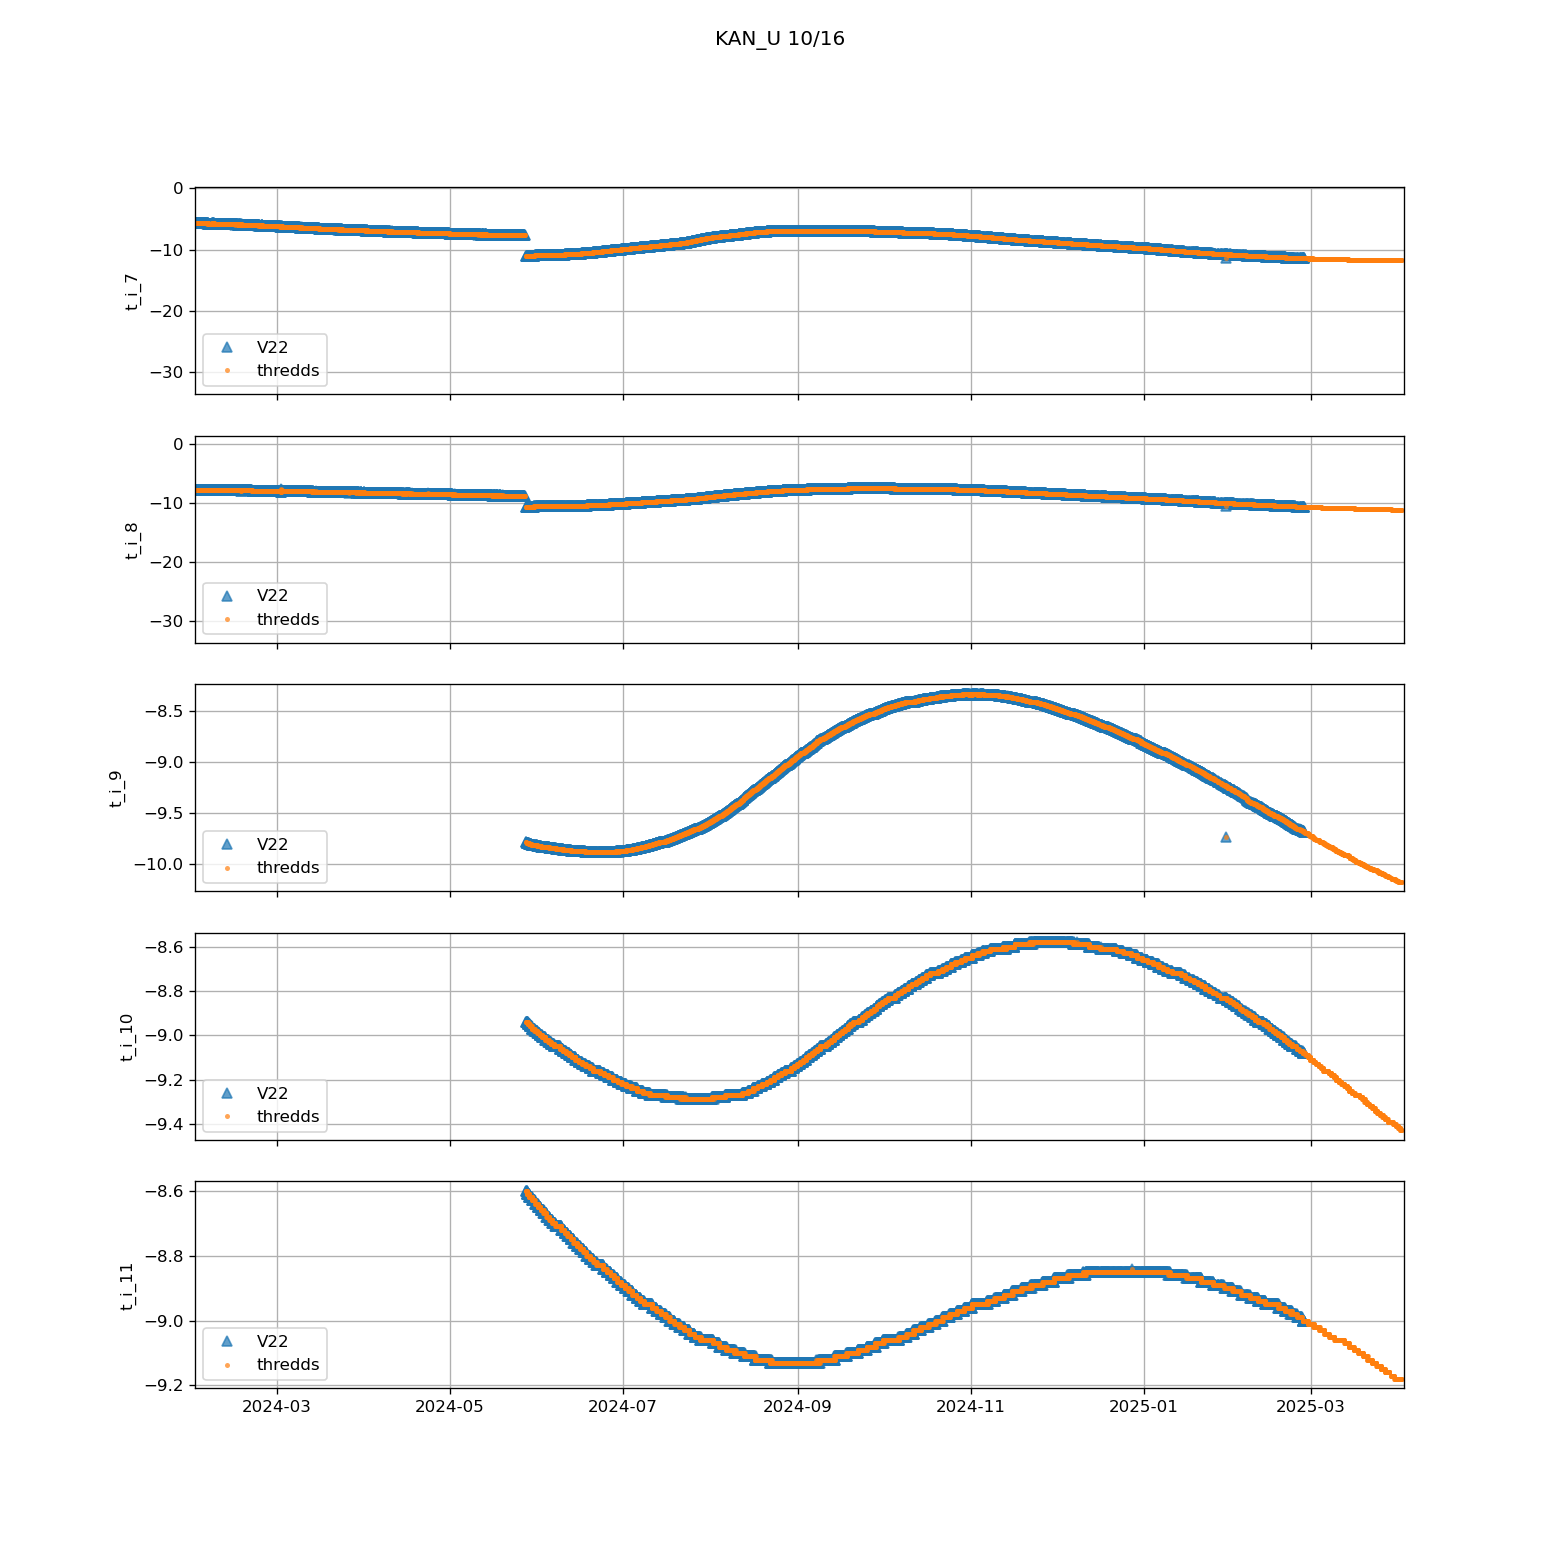 KAN_U 10/16
t_i_7
0
−10
−20
−30
V22
thredds
t_i_8
0
−10
−20
−30
V22
thredds
t_i_9
−8.5
−9.0
−9.5
−10.0
V22
thredds
t_i_10
−8.6
−8.8
−9.0
−9.2
−9.4
V22
thredds
t_i_11
−8.6
−8.8
−9.0
−9.2
V22
thredds
2024-03 2024-05 2024-07 2024-09 2024-11 2025-01 2025-03